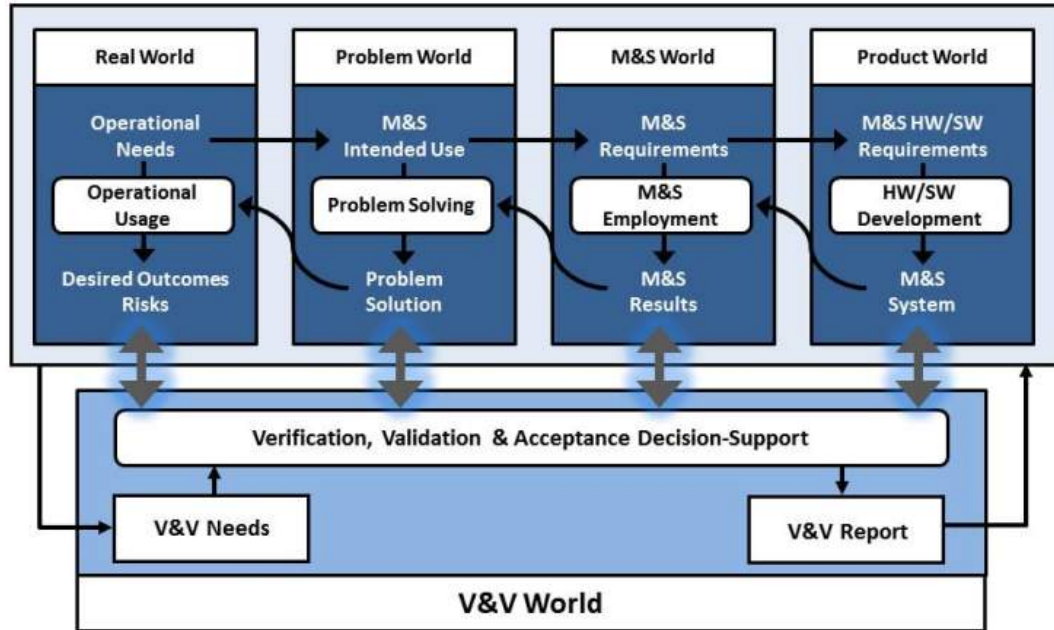 Real World
Operational
Needs
Operational
Usage
Desired Outcomes
Risks
Problem World
M&S
Intended Use
Problem Solving
Problem
Solution
M&S World
M&S
Requirements
M&S
Employment
M&S
Results
Product World
M&S HW/SW
Requirements
HW/SW
Development
M&S
System
Verification, Validation & Acceptance Decision-Support
V&V Needs
V&V Report
V&V World